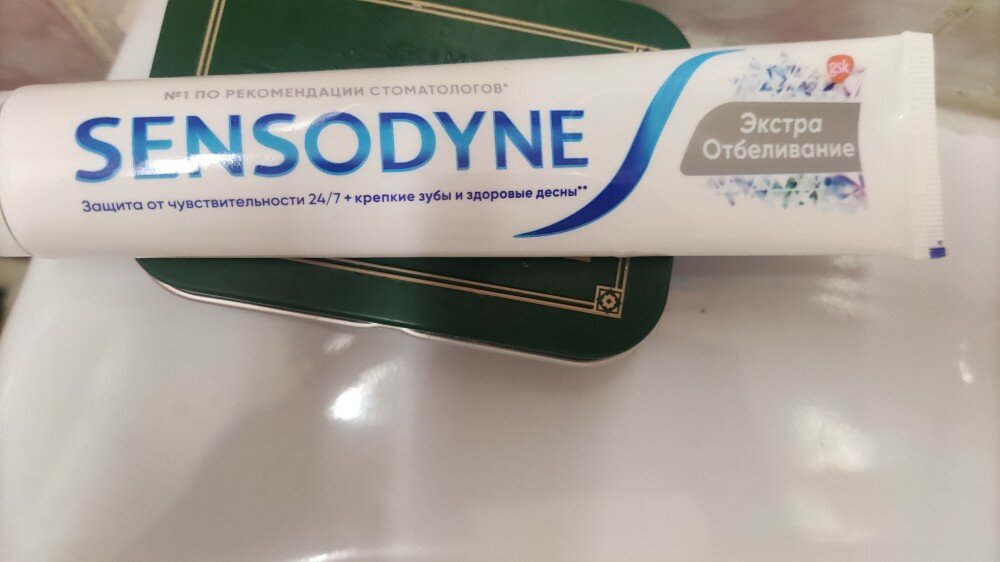 №1 ПО РЕКОМЕНДАЦИИ СТОМАТОЛОГОВ*
SENSODYNE
Защита от чувствительности 24/7 + крепкие зубы и здоровые десны**
gsk
Экстра
Отбеливание